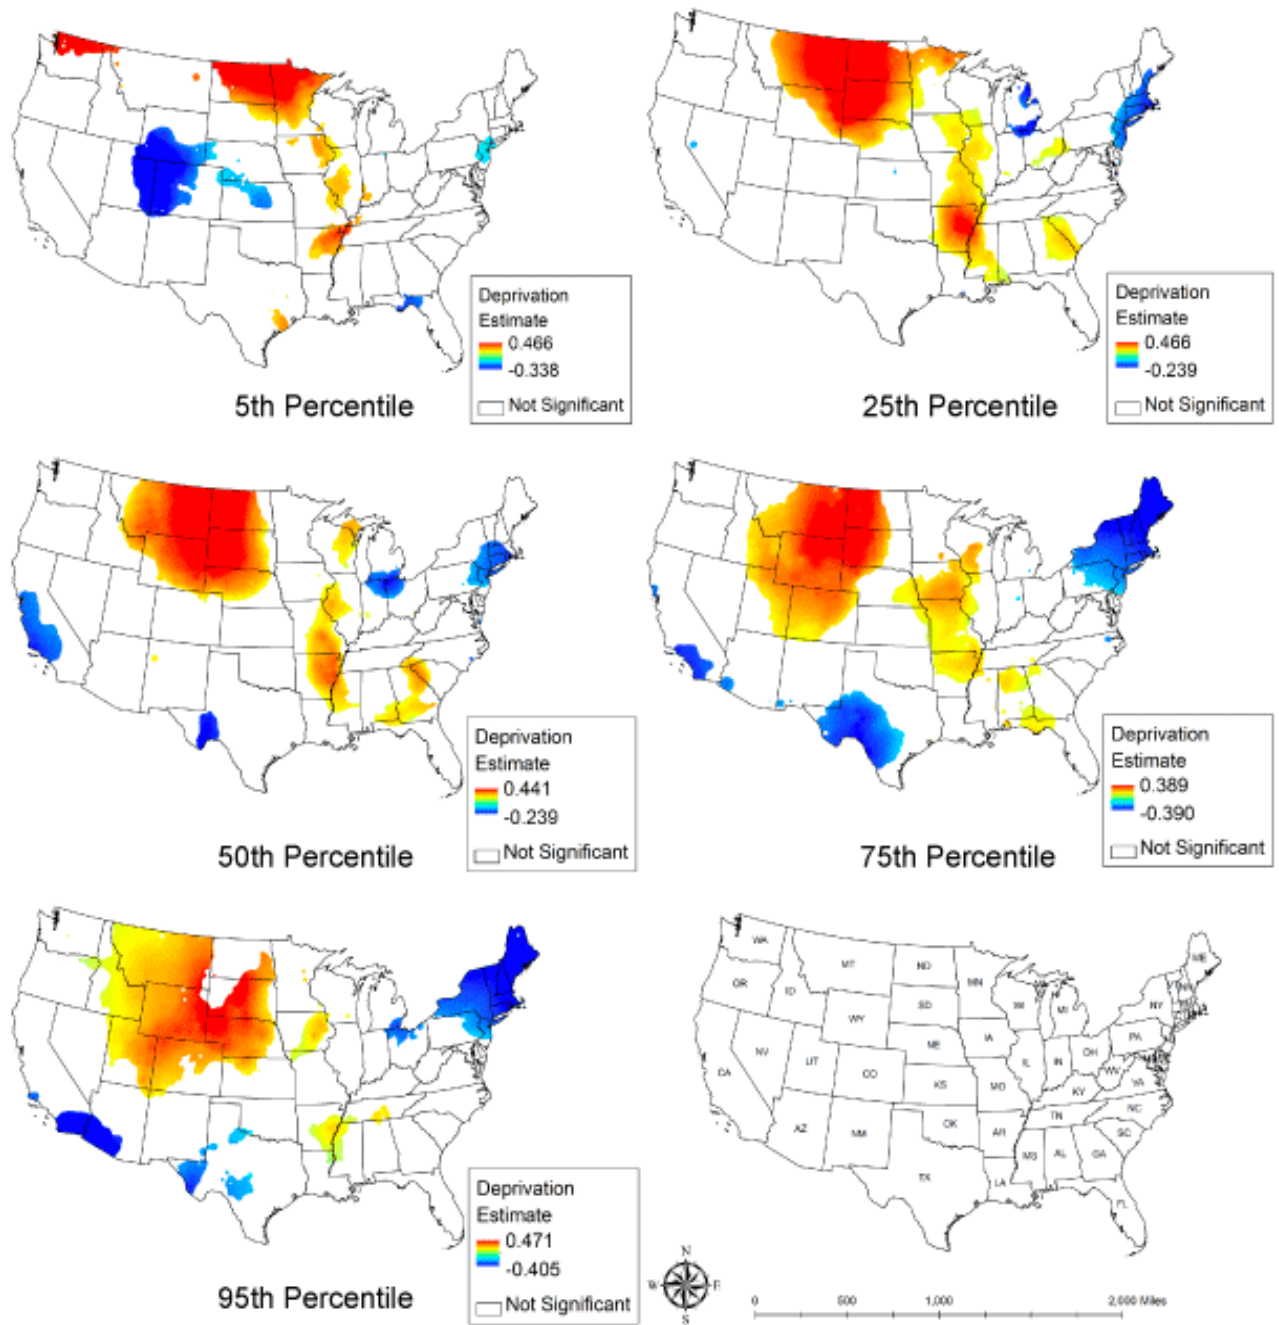 Deprivation
Estimate
0.466
-0.338
Not Significant
5th Percentile
Deprivation
Estimate
0.466
-0.239
Not Significant
25th Percentile
Deprivation
Estimate
0.441
-0.239
Not Significant
50th Percentile
Deprivation
Estimate
0.389
-0.390
Not Significant
75th Percentile
Deprivation
Estimate
0.471
-0.405
Not Significant
95th Percentile
WA
MT
ND
MN
ME
OR
ID
SD
WI
MI
NY
WY
IA
PA
NE
NV
UT
CO
IL
IN
OH
CA
KS
MO
WV
VA
KY
NC
AZ
NM
OK
AR
TN
SC
MS
AL
GA
TX
LA
FL
N
W
E
S
0
500
1,000
2,000 Miles